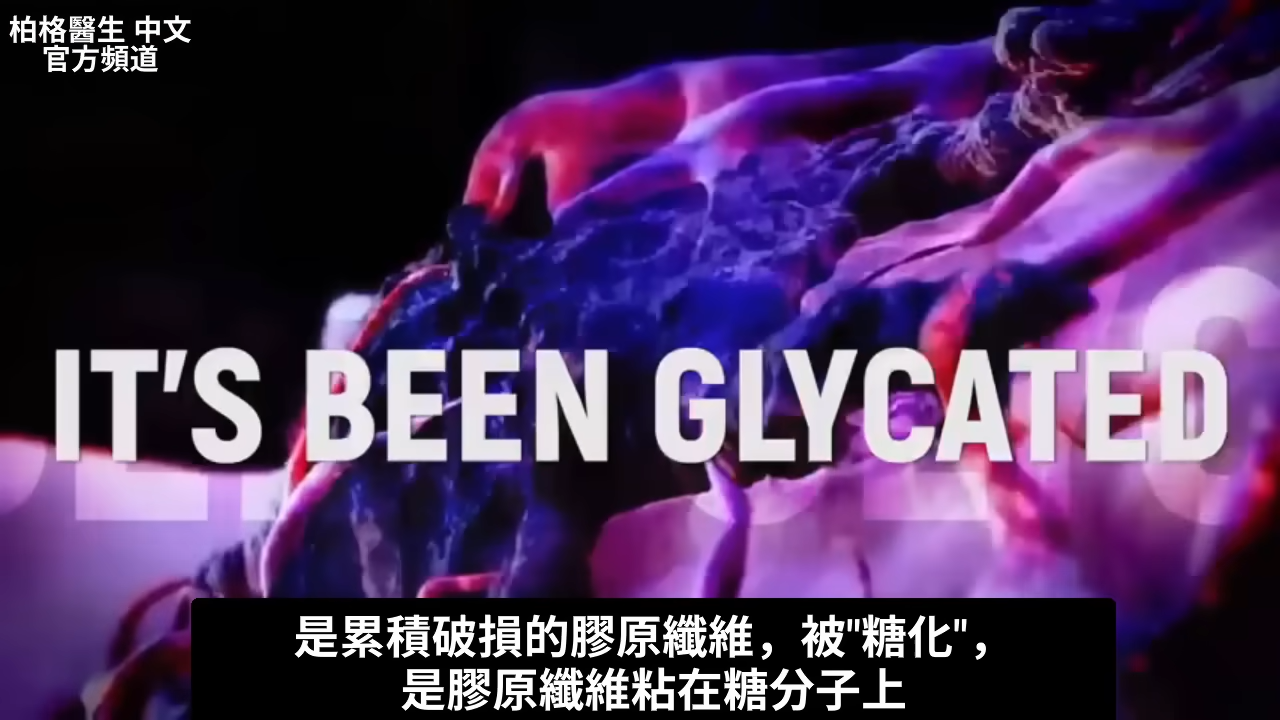 柏格醫生 中文
官方頻道
IT'S BEEN GLYCATED
是累積破損的膠原纖維，被"糖化"，
是膠原纖維粘在糖分子上